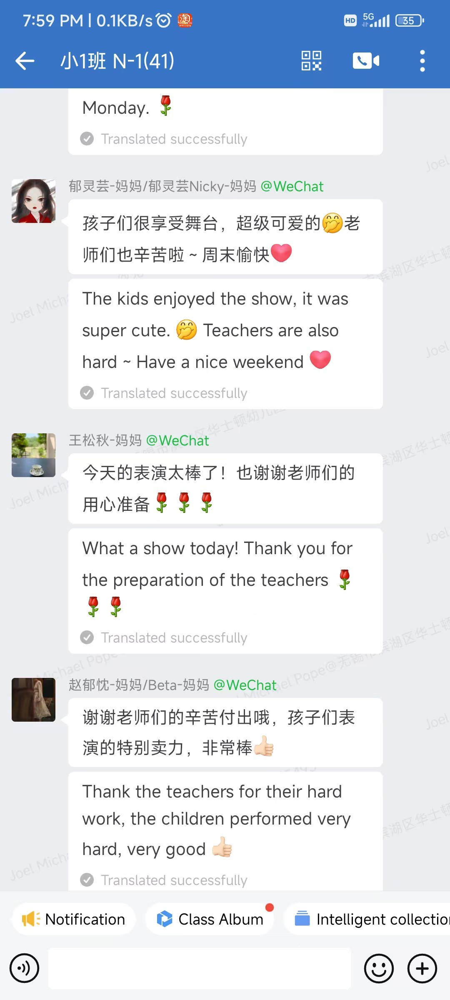 7:59 PM | 0.1KB/s
HD 5G 35
小1班 N-1(41)
Monday. 🌹
Translated successfully
郁灵芸-妈妈/郁灵芸Nicky-妈妈 @WeChat
孩子们很享受舞台，超级可爱的🤭老
师们也辛苦啦 ~ 周末愉快❤
The kids enjoyed the show, it was
super cute. 🤭 Teachers are also
hard ~ Have a nice weekend ❤
Translated successfully
王松秋-妈妈 @WeChat
今天的表演太棒了！也谢谢老师们的
用心准备🌹🌹🌹
What a show today! Thank you for
the preparation of the teachers 🌹
🌹🌹
Translated successfully
赵郁忱-妈妈/Beta-妈妈 @WeChat
谢谢老师们的辛苦付出哦，孩子们表
演的特别卖力，非常棒👍🏻
Thank the teachers for their hard
work, the children performed very
hard, very good 👍🏻
Translated successfully
Notification
Class Album
Intelligent collection